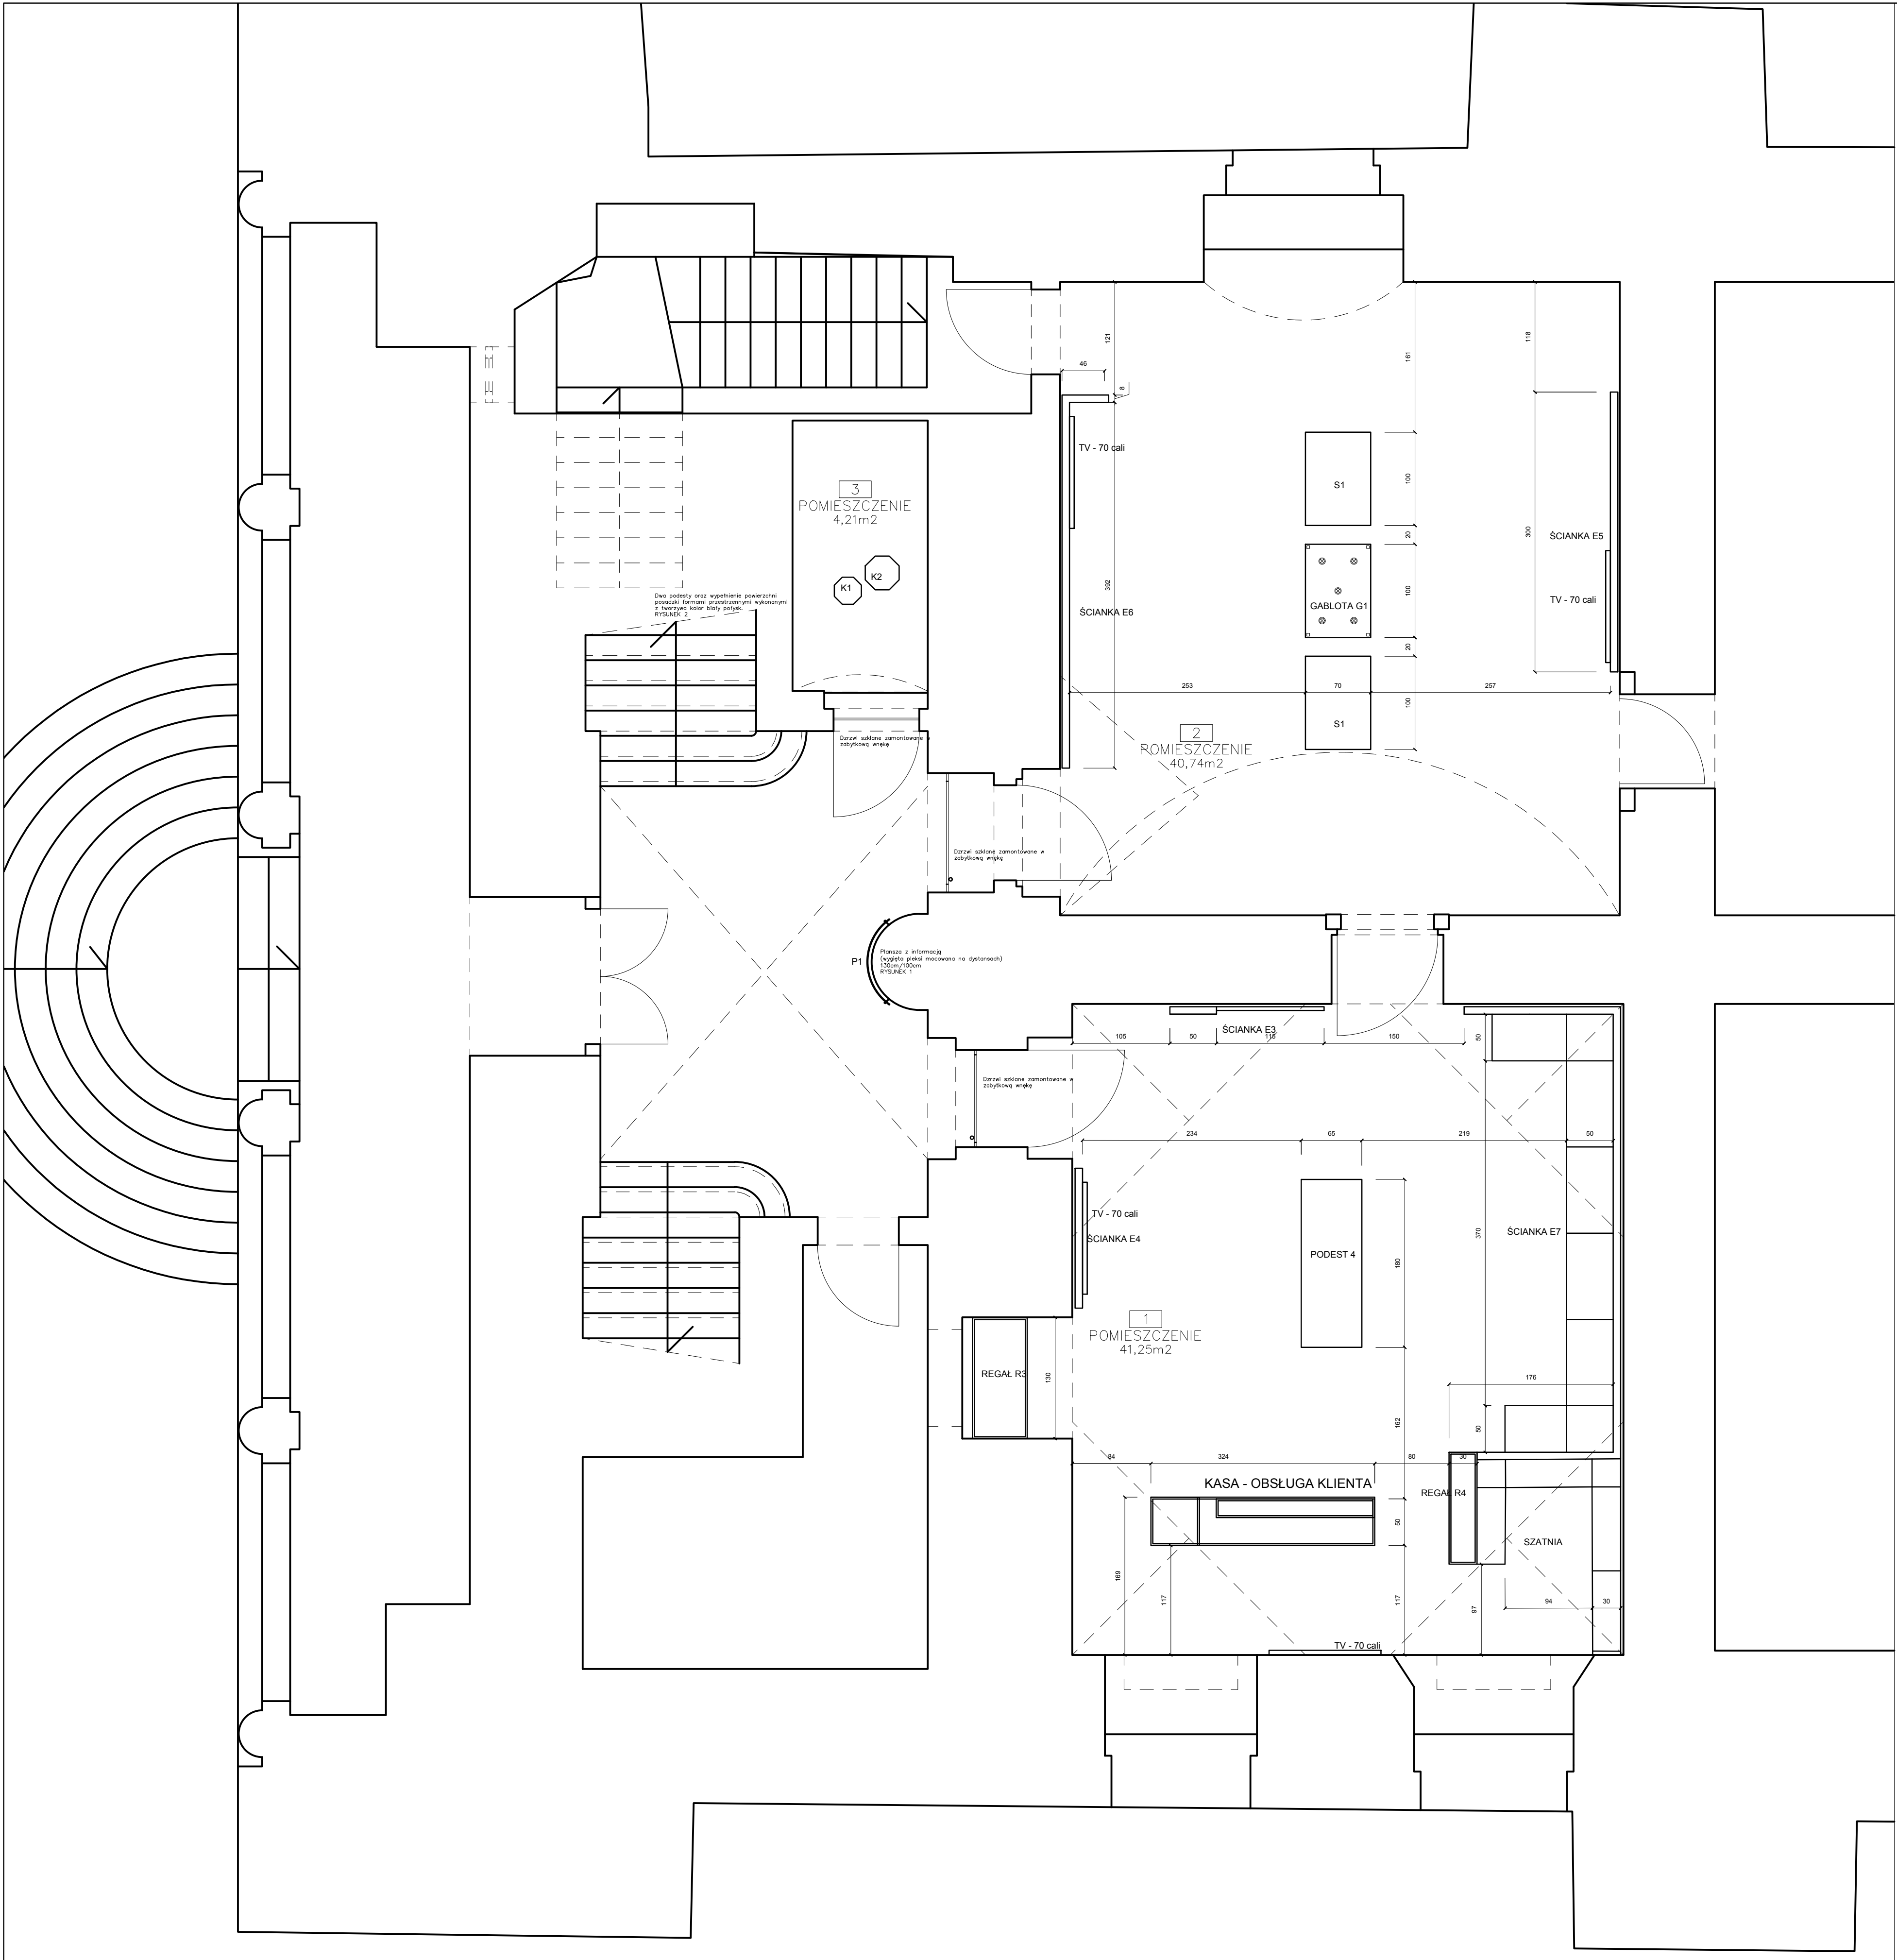 121
46
8
161
118
TV - 70 cali
3
POMIESZCZENIE
4,21m2
S1
100
300
20
ŚCIANKA E5
K1
K2
392
GABLOTA G1
100
TV - 70 cali
Dwa podesty oraz wypełnienie powierzchni
posadzki formami przestrzennymi wykonanymi
z tworzywa kolor biały połysk.
RYSUNEK 2
ŚCIANKA E6
20
253
70
257
100
S1
2
POMIESZCZENIE
40,74m2
Dzrzwi szklane zamontowane w
zabytkową wnękę
Dzrzwi szklane zamontowane w
zabytkową wnękę
P1
Plansza z informacją
(wygięta pleksi mocowana na dystansach)
130cm/100cm
RYSUNEK 1
ŚCIANKA E3
105
50
115
150
50
Dzrzwi szklane zamontowane w
zabytkową wnękę
234
65
219
50
TV - 70 cali
ŚCIANKA E4
370
ŚCIANKA E7
PODEST 4
180
1
POMIESZCZENIE
41,25m2
REGAŁ R3
130
176
162
50
84
324
80
30
KASA - OBSŁUGA KLIENTA
REGAŁ R4
50
SZATNIA
169
117
117
97
94
30
TV - 70 cali